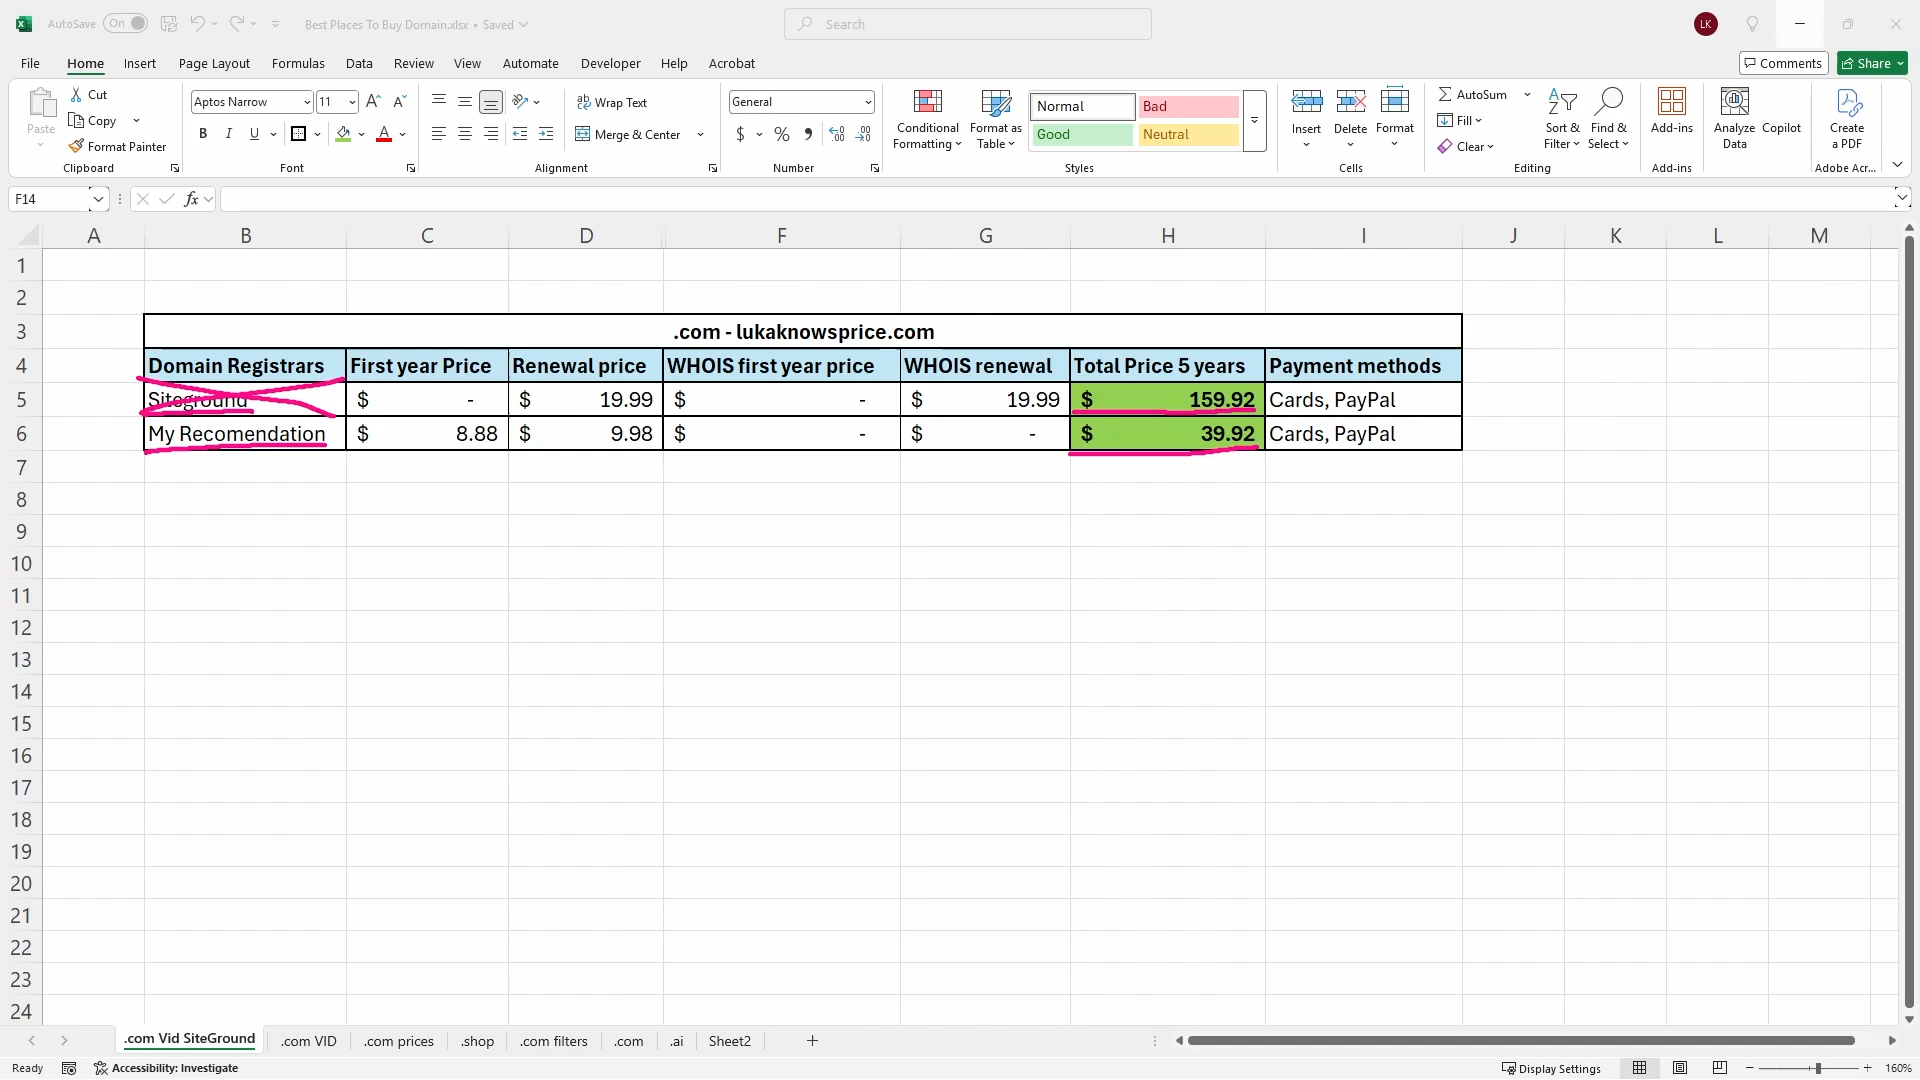 AutoSave On Best Places To Buy Domain.xlsx • Saved Search LK
File Home Insert Page Layout Formulas Data Review View Automate Developer Help Acrobat Comments Share
Paste Cut Copy Format Painter Clipboard
Aptos Narrow 11 B I U Font
Wrap Text Merge & Center Alignment
General $ % Number
Conditional Formatting Format as Table Normal Bad Good Neutral Styles
Insert Delete Format Cells
AutoSum Fill Clear Sort & Filter Find & Select Editing
Add-ins Add-ins
Analyze Data Copilot
Create a PDF Adobe Acr...
F14 fx
A B C D F G H I J K L M
1
2
3 .com - lukaknowsprice.com
4 Domain Registrars First year Price Renewal price WHOIS first year price WHOIS renewal Total Price 5 years Payment methods
5 Siteground $ - $ 19.99 $ - $ 19.99 $ 159.92 Cards, PayPal
6 My Recomendation $ 8.88 $ 9.98 $ - $ - $ 39.92 Cards, PayPal
7
8
9
10
11
12
13
14
15
16
17
18
19
20
21
22
23
24
.com Vid SiteGround .com VID .com prices .shop .com filters .com .ai Sheet2
Ready Accessibility: Investigate Display Settings 160%